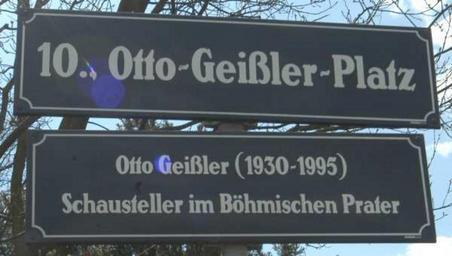 10., Otto-Geißler-Platz
Otto Geißler (1930-1995)
Schausteller im Böhmischen Prater